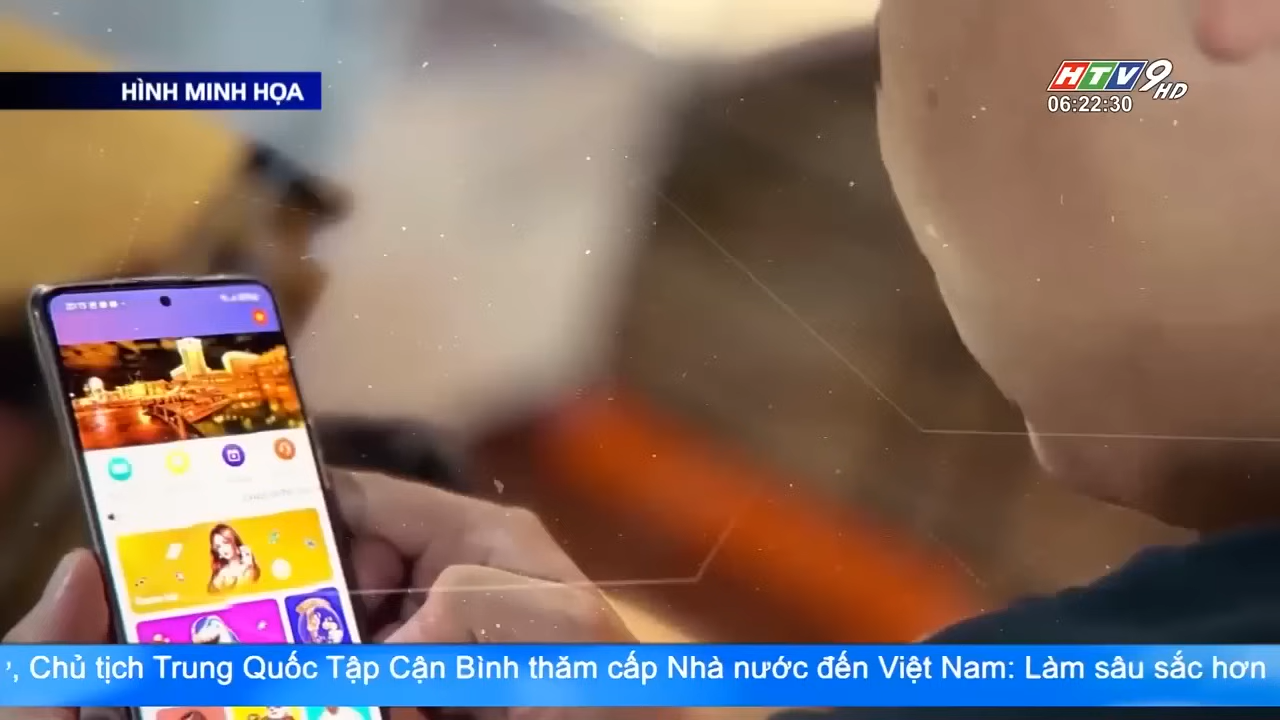 HÌNH MINH HỌA
HTV9 HD
06:22:30
, Chủ tịch Trung Quốc Tập Cận Bình thăm cấp Nhà nước đến Việt Nam: Làm sâu sắc hơn